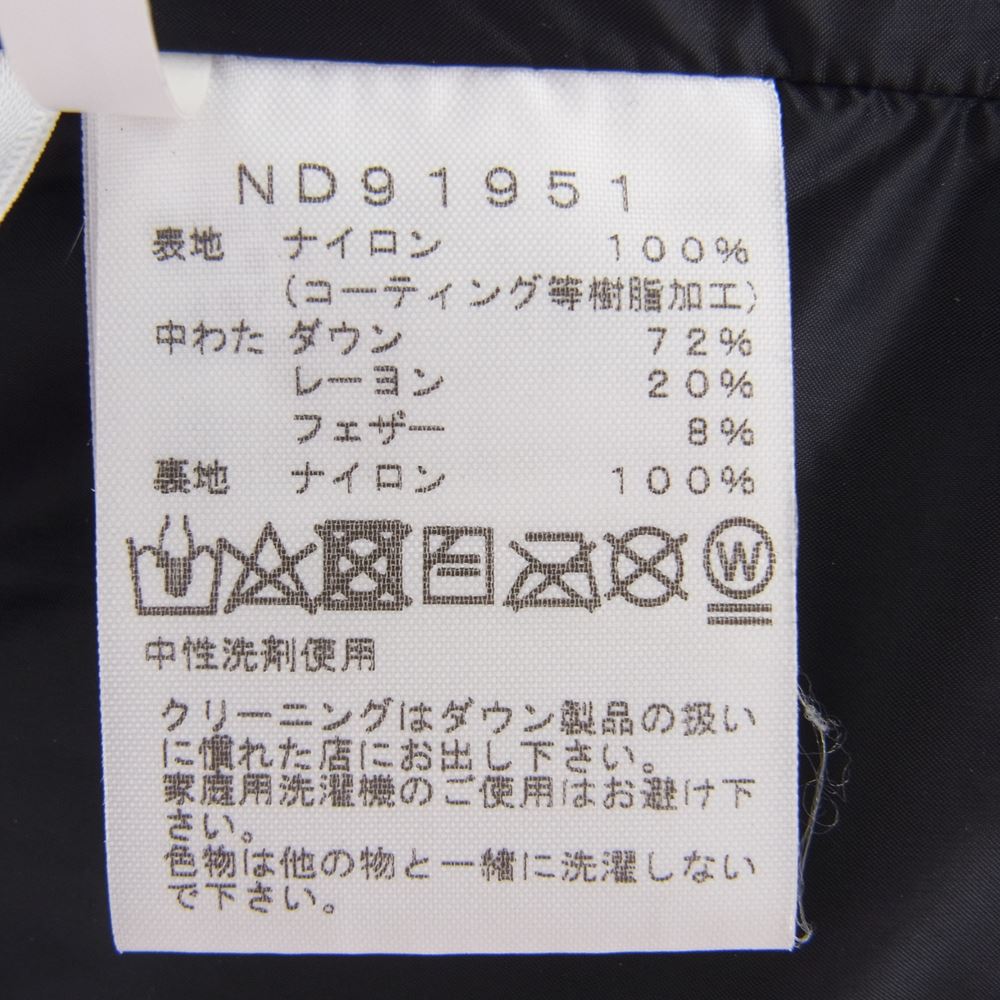 ND91951
表地 ナイロン 100%
(コーティング等樹脂加工)
中わた ダウン 72%
レーヨン 20%
フェザー 8%
裏地 ナイロン 100%
W
中性洗剤使用
クリーニングはダウン製品の扱い
に慣れた店にお出し下さい。
家庭用洗濯機のご使用はお避け下
さい。
色物は他の物と一緒に洗濯しない
で下さい。